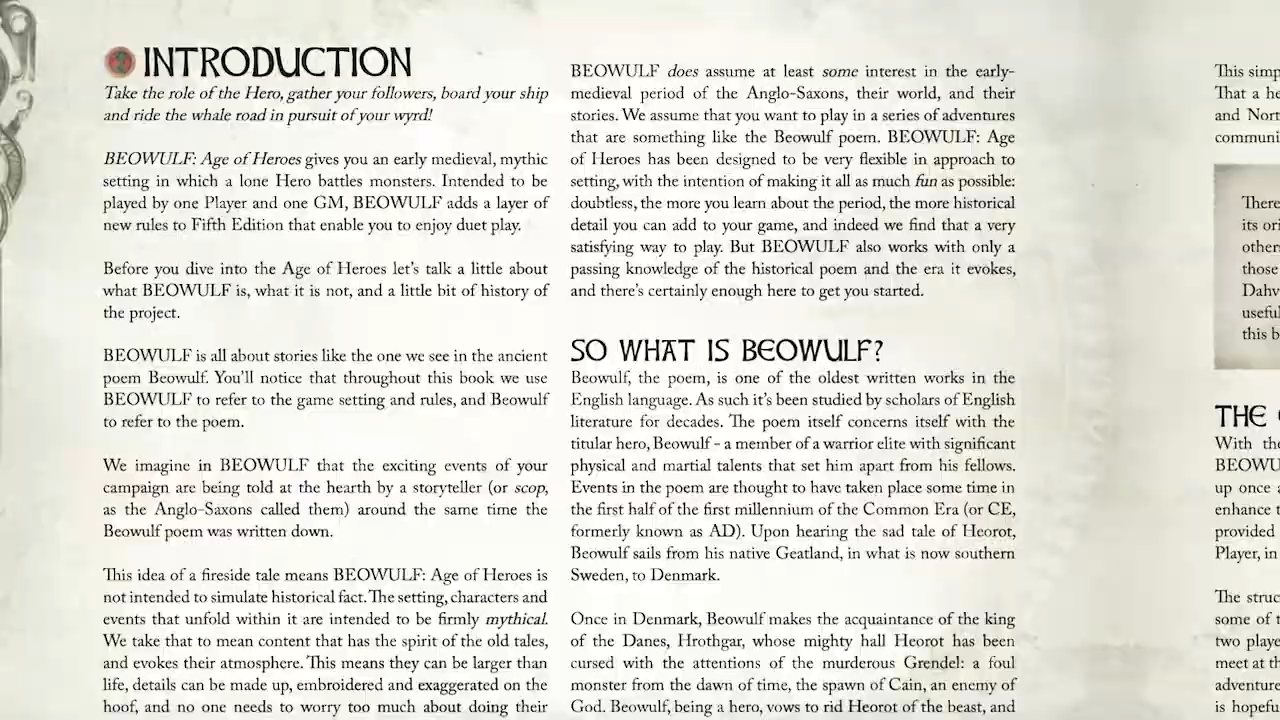 INTRODUCTION
Take the role of the Hero, gather your followers, board your ship
and ride the whale road in pursuit of your wyrd!
BEOWULF: Age of Heroes gives you an early medieval, mythic
setting in which a lone Hero battles monsters. Intended to be
played by one Player and one GM, BEOWULF adds a layer of
new rules to Fifth Edition that enable you to enjoy duet play.
Before you dive into the Age of Heroes let's talk a little about
what BEOWULF is, what it is not, and a little bit of history of
the project.
BEOWULF is all about stories like the one we see in the ancient
poem Beowulf. You'll notice that throughout this book we use
BEOWULF to refer to the game setting and rules, and Beowulf
to refer to the poem.
We imagine in BEOWULF that the exciting events of your
campaign are being told at the hearth by a storyteller (or scop,
as the Anglo-Saxons called them) around the same time the
Beowulf poem was written down.
This idea of a fireside tale means BEOWULF: Age of Heroes is
not intended to simulate historical fact. The setting, characters and
events that unfold within it are intended to be firmly mythical.
We take that to mean content that has the spirit of the old tales,
and evokes their atmosphere. This means they can be larger than
life, details can be made up, embroidered and exaggerated on the
hoof, and no one needs to worry too much about doing their
BEOWULF does assume at least some interest in the early-
medieval period of the Anglo-Saxons, their world, and their
stories. We assume that you want to play in a series of adventures
that are something like the Beowulf poem. BEOWULF: Age
of Heroes has been designed to be very flexible in approach to
setting, with the intention of making it all as much fun as possible:
doubtless, the more you learn about the period, the more historical
detail you can add to your game, and indeed we find that a very
satisfying way to play. But BEOWULF also works with only a
passing knowledge of the historical poem and the era it evokes,
and there's certainly enough here to get you started.
SO WHAT IS BEOWULF?
Beowulf, the poem, is one of the oldest written works in the
English language. As such it's been studied by scholars of English
literature for decades. The poem itself concerns itself with the
titular hero, Beowulf - a member of a warrior elite with significant
physical and martial talents that set him apart from his fellows.
Events in the poem are thought to have taken place some time in
the first half of the first millennium of the Common Era (or CE,
formerly known as AD). Upon hearing the sad tale of Heorot,
Beowulf sails from his native Geatland, in what is now southern
Sweden, to Denmark.
Once in Denmark, Beowulf makes the acquaintance of the king
of the Danes, Hrothgar, whose mighty hall Heorot has been
cursed with the attentions of the murderous Grendel: a foul
monster from the dawn of time, the spawn of Cain, an enemy of
God. Beowulf, being a hero, vows to rid Heorot of the beast, and
This
That a he
and
There
its
other
those
this
THE
With the
up once a
enhance
provided
Player, in
The
some of
two
meet at
is